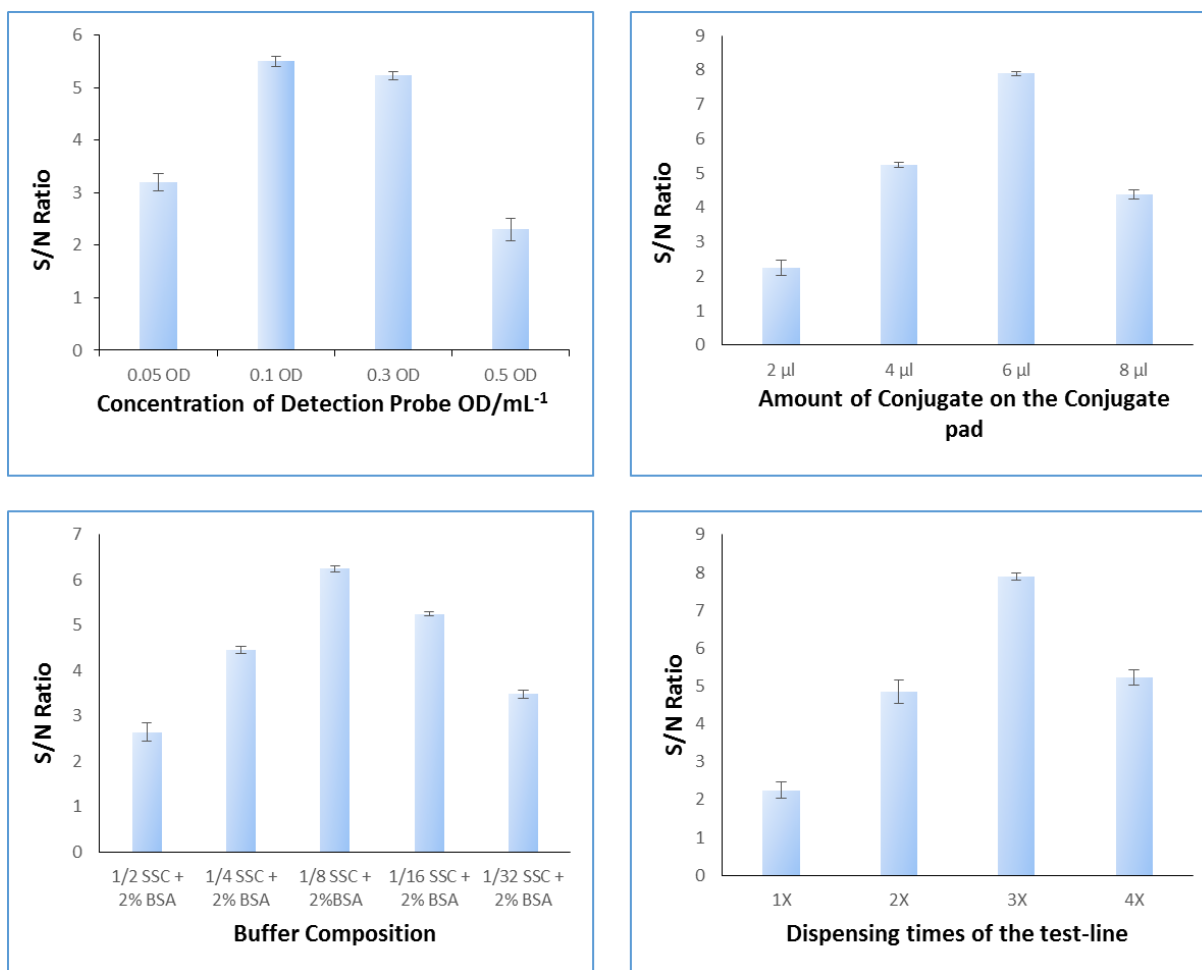 S/N Ratio
6
5
4
3
2
1
0
0.05 OD 0.1 OD 0.3 OD 0.5 OD
Concentration of Detection Probe OD/mL-1
S/N Ratio
9
8
7
6
5
4
3
2
1
0
2 µl 4 µl 6 µl 8 µl
Amount of Conjugate on the Conjugate
pad
S/N Ratio
7
6
5
4
3
2
1
0
1/2 SSC + 1/4 SSC + 1/8 SSC + 1/16 SSC + 1/32 SSC +
2% BSA 2% BSA 2%BSA 2% BSA 2% BSA
Buffer Composition
S/N Ratio
9
8
7
6
5
4
3
2
1
0
1X 2X 3X 4X
Dispensing times of the test-line